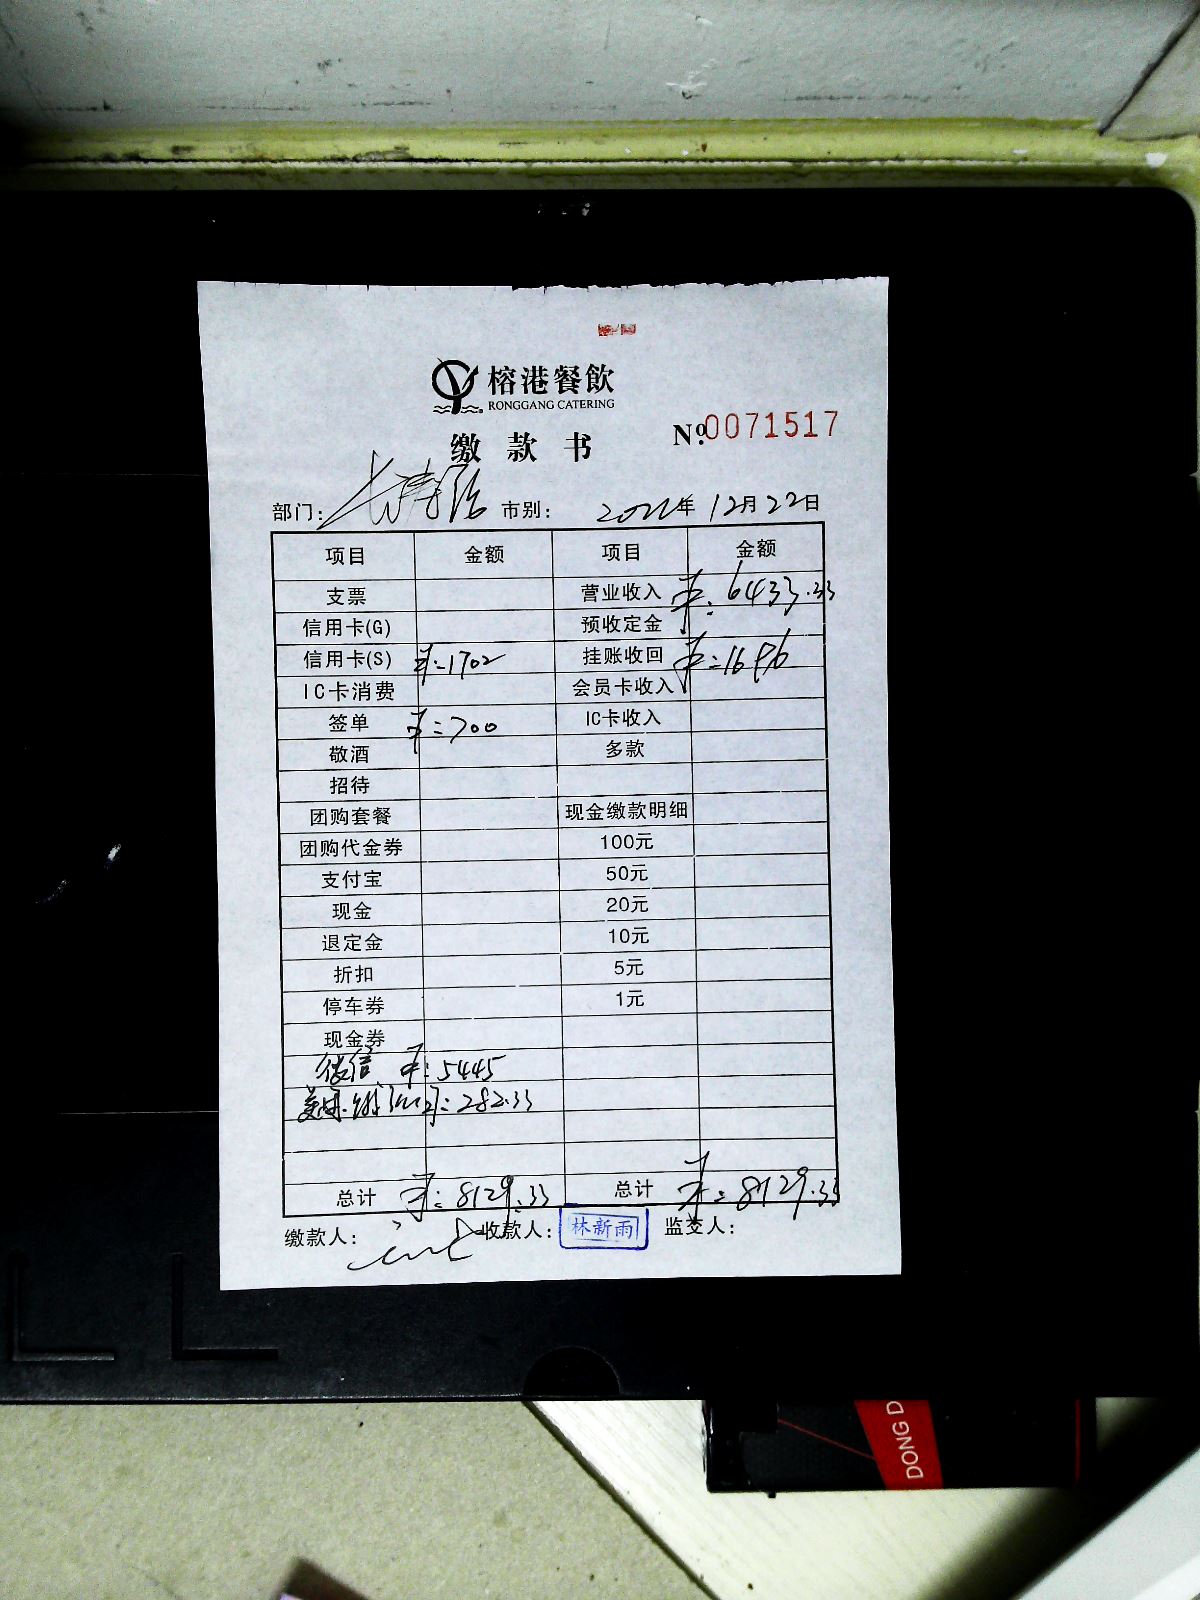 榕港餐飲
RONGGANG CATERING
缴款书
Nº 0071517
部门: 市别: 2022年 12月 22日
项目 金额 项目 金额
支票 营业收入 ¥: 6433.33
信用卡(G) 预收定金
信用卡(S) ¥:1702 挂账收回 ¥:1696
IC卡消费 会员卡收入
签单 ¥:700 IC卡收入
敬酒 多款
招待
团购套餐 现金缴款明细
团购代金券 100元
支付宝 50元
现金 20元
退定金 10元
折扣 5元
停车券 1元
现金券
微信 ¥:5445
美团 ¥:282.33
总计 ¥:8129.33 总计 ¥:8129.33
缴款人: 收款人: 林新雨 监交人:
DONG D